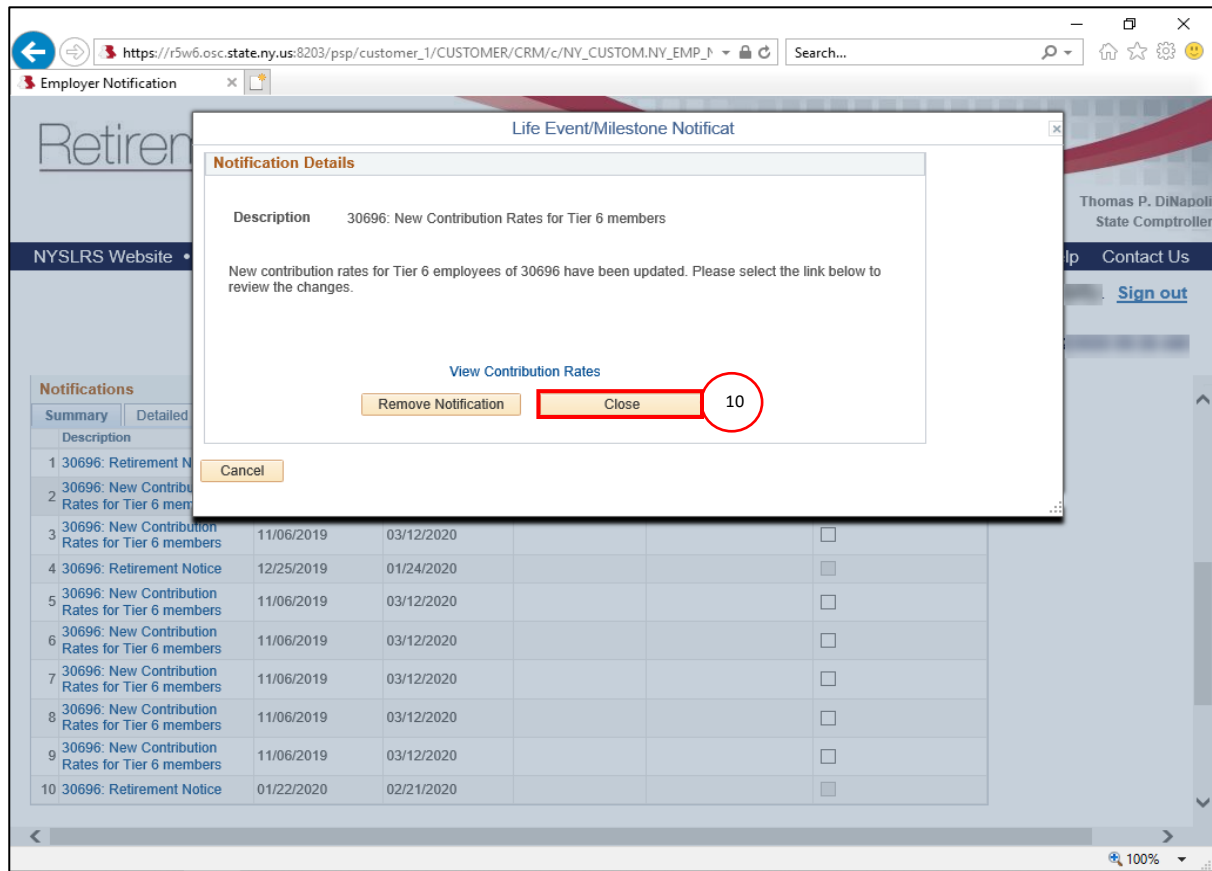 https://r5w6.osc.state.ny.us:8203/psp/customer_1/CUSTOMER/CRM/c/NY_CUSTOM.NY_EMP_
Search...
Employer Notification
Life Event/Milestone Notificat
Notification Details
Thomas P. DiNapoli
State Comptroller
Description 30696: New Contribution Rates for Tier 6 members
NYSLRS Website •
Contact Us
New contribution rates for Tier 6 employees of 30696 have been updated. Please select the link below to
review the changes.
Sign out
View Contribution Rates
Remove Notification Close 10
Notifications
Summary Detailed
Description
Cancel
1 30696: Retirement N
2 30696: New Contribu
Rates for Tier 6 mem
3 30696: New Contribution
Rates for Tier 6 members 11/06/2019 03/12/2020
4 30696: Retirement Notice 12/25/2019 01/24/2020
5 30696: New Contribution
Rates for Tier 6 members 11/06/2019 03/12/2020
6 30696: New Contribution
Rates for Tier 6 members 11/06/2019 03/12/2020
7 30696: New Contribution
Rates for Tier 6 members 11/06/2019 03/12/2020
8 30696: New Contribution
Rates for Tier 6 members 11/06/2019 03/12/2020
9 30696: New Contribution
Rates for Tier 6 members 11/06/2019 03/12/2020
10 30696: Retirement Notice 01/22/2020 02/21/2020
100%